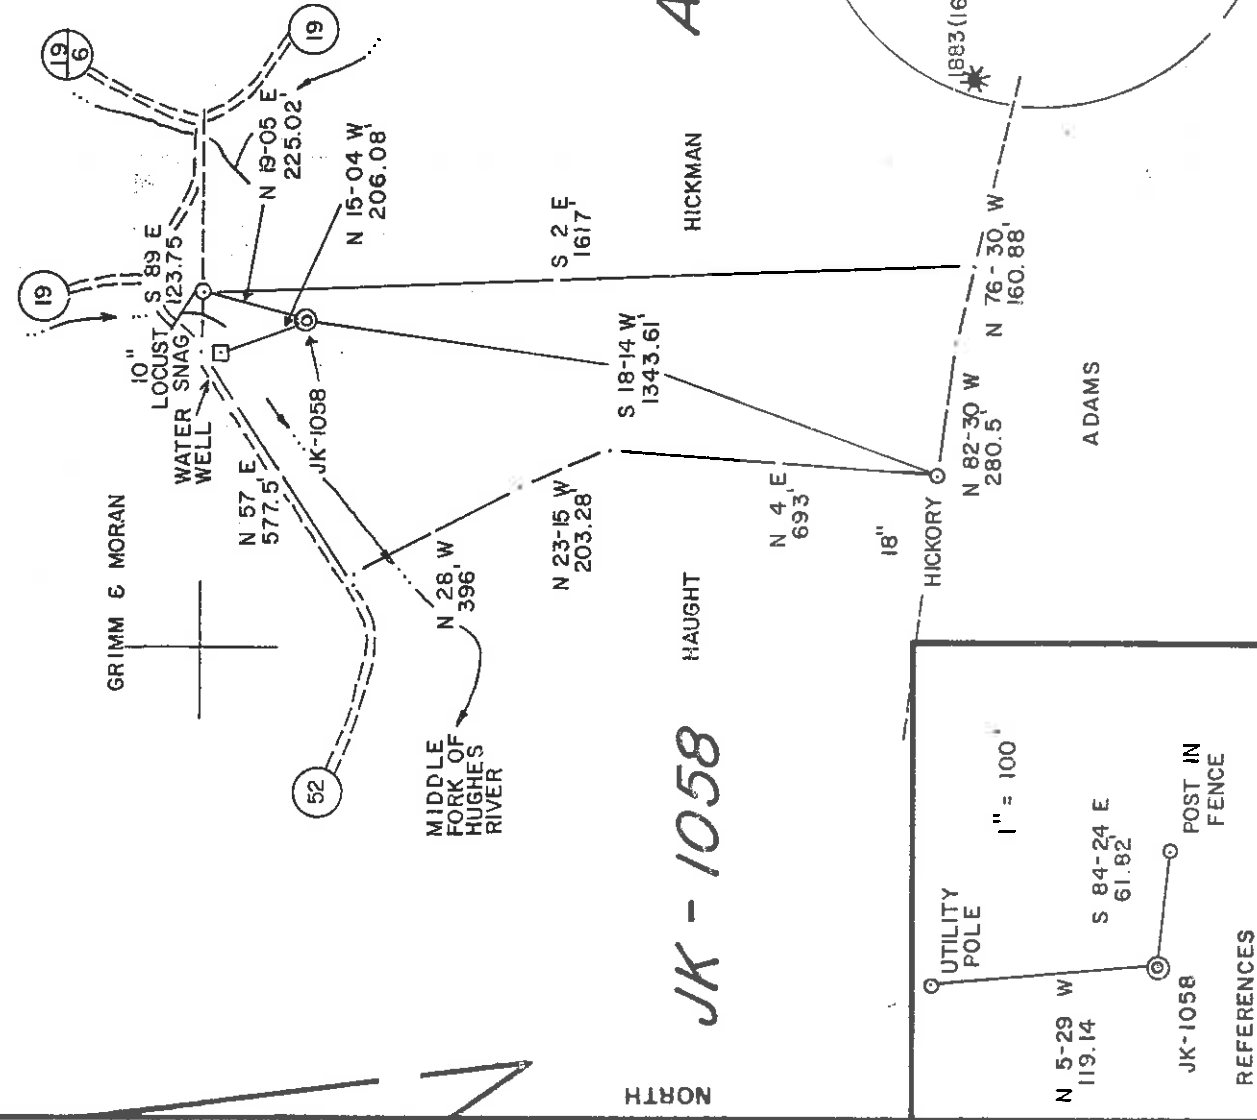 19
6
19
19
N 19-05 E
225.02'
N 15-04 W
206.08'
S 89 E
123.75'
10"
LOCUST
SNAG
WATER
WELL
GRIMM & MORAN
JK-1058
N 57 E
577.5'
S 2 E
1617'
HICKMAN
1883(16
A
S 18-14 W
1343.61'
N 76-30 W
160.88'
N 82-30 W
280.5'
ADAMS
N 23-15 W
203.28'
N 4 E
693'
18"
HICKORY
N 28 W
396'
HAUGHT
52
MIDDLE
FORK OF
HUGHES
RIVER
JK-1058
NORTH
1" = 100'
UTILITY
POLE
S 84-24 E
61.82'
POST IN
FENCE
N 5-29 W
119.14
JK-1058
REFERENCES